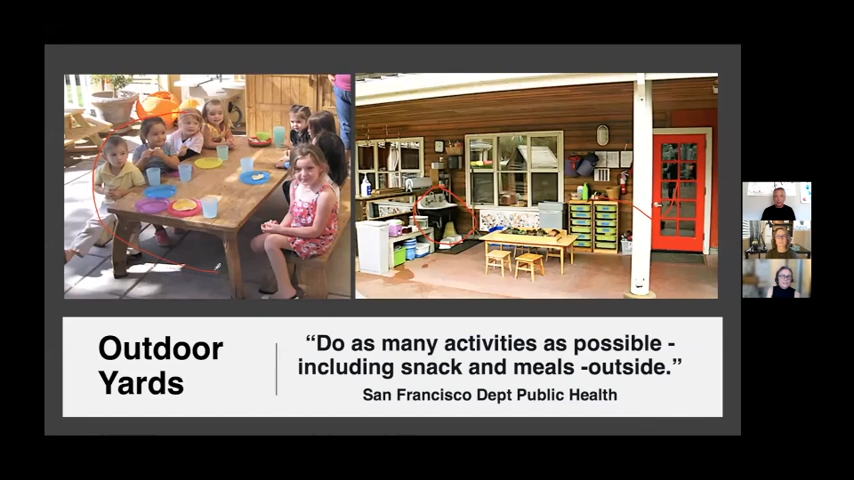 Outdoor
Yards
“Do as many activities as possible -
including snack and meals -outside.”
San Francisco Dept Public Health